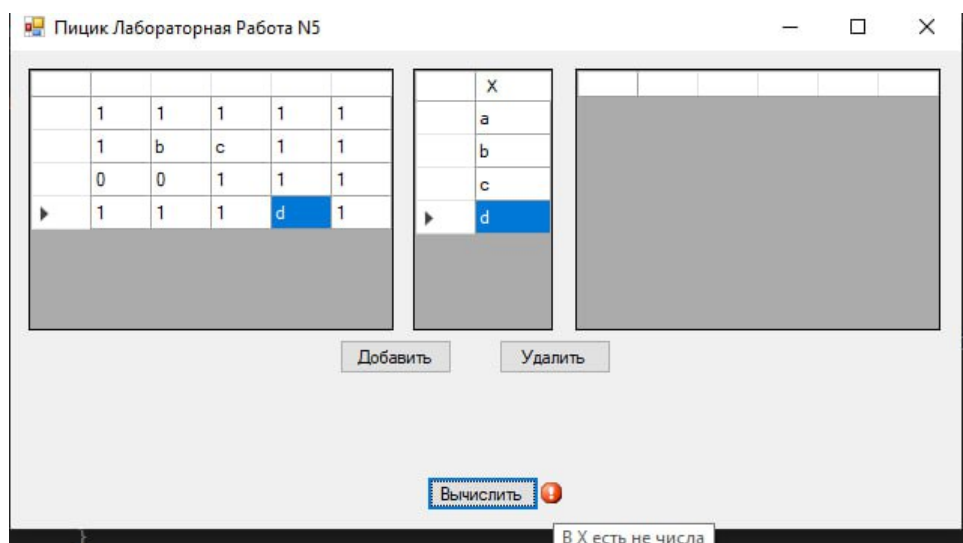 Пицик Лабораторная Работа N5
X
1 1 1 1 1
a
1 b c 1 1
b
0 0 1 1 1
c
1 1 1 d 1
d
Добавить Удалить
Вычислить
В X есть не числа
}